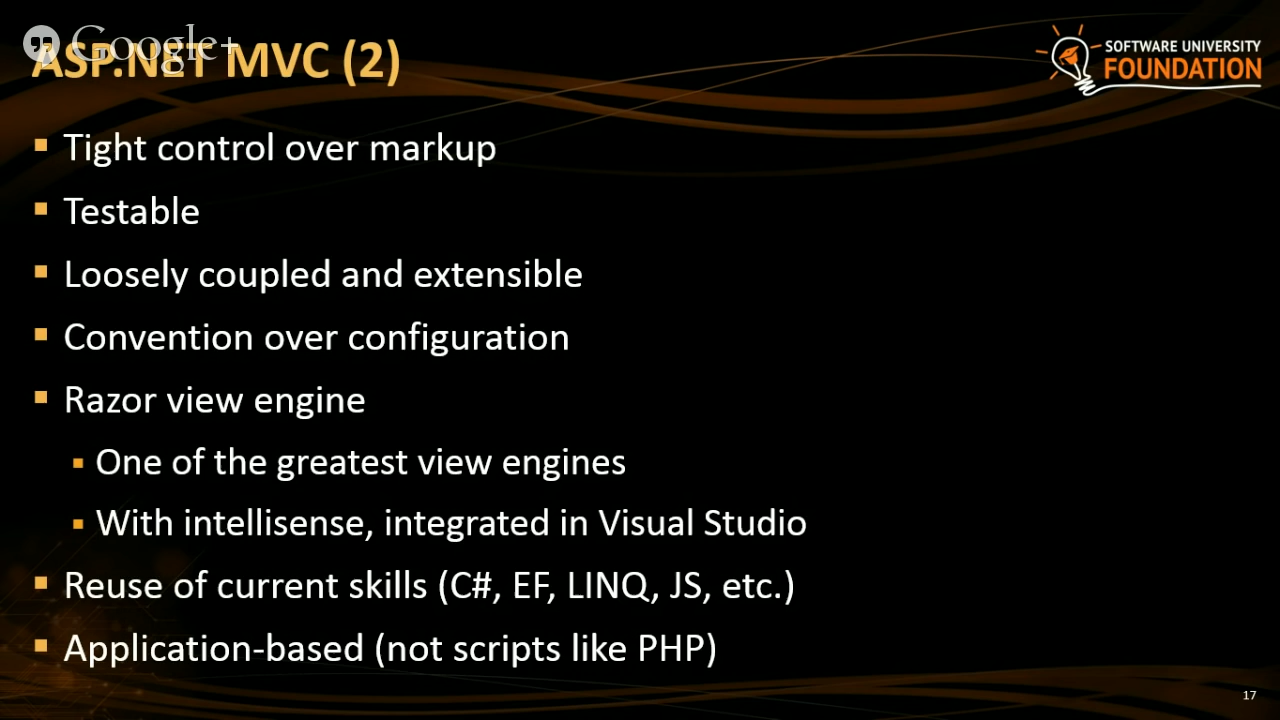 Google+
ASP.NET MVC (2)
SOFTWARE UNIVERSITY
FOUNDATION
▪ Tight control over markup
▪ Testable
▪ Loosely coupled and extensible
▪ Convention over configuration
▪ Razor view engine
▪ One of the greatest view engines
▪ With intellisense, integrated in Visual Studio
▪ Reuse of current skills (C#, EF, LINQ, JS, etc.)
▪ Application-based (not scripts like PHP)
17